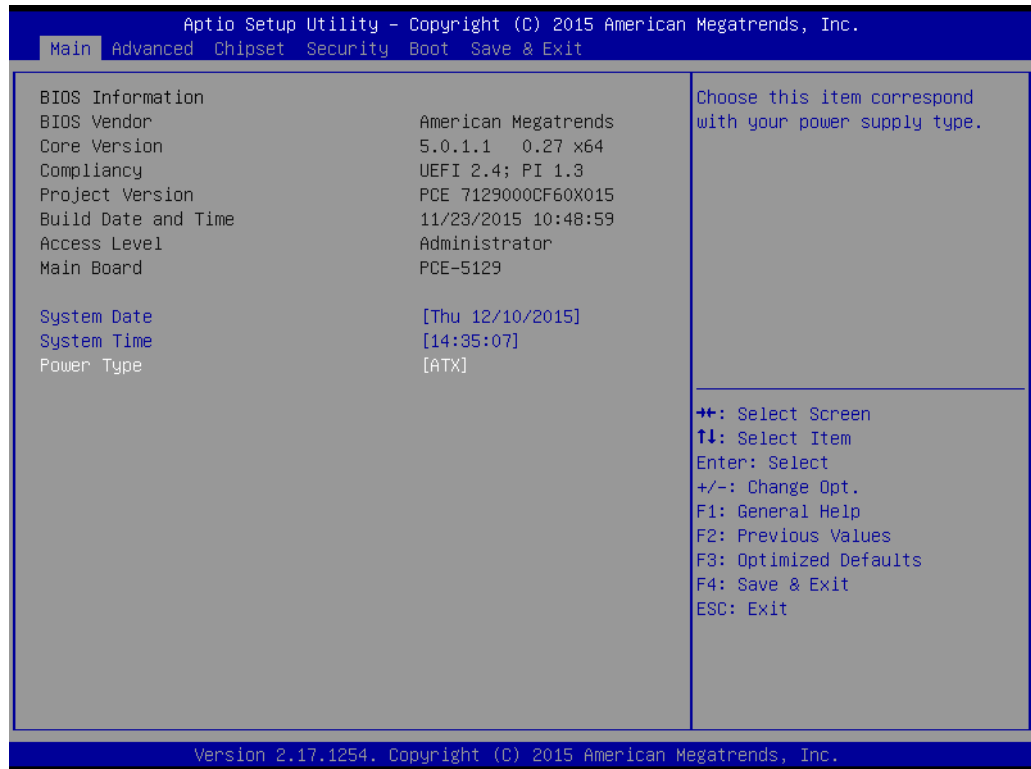 Aptio Setup Utility – Copyright (C) 2015 American Megatrends, Inc.
Main Advanced Chipset Security Boot Save & Exit
BIOS Information
BIOS Vendor American Megatrends
Core Version 5.0.1.1 0.27 x64
Compliancy UEFI 2.4; PI 1.3
Project Version PCE 7129000CF60X015
Build Date and Time 11/23/2015 10:48:59
Access Level Administrator
Main Board PCE-5129
System Date [Thu 12/10/2015]
System Time [14:35:07]
Power Type [ATX]
Choose this item correspond
with your power supply type.
→←: Select Screen
↑↓: Select Item
Enter: Select
+/-: Change Opt.
F1: General Help
F2: Previous Values
F3: Optimized Defaults
F4: Save & Exit
ESC: Exit
Version 2.17.1254. Copyright (C) 2015 American Megatrends, Inc.